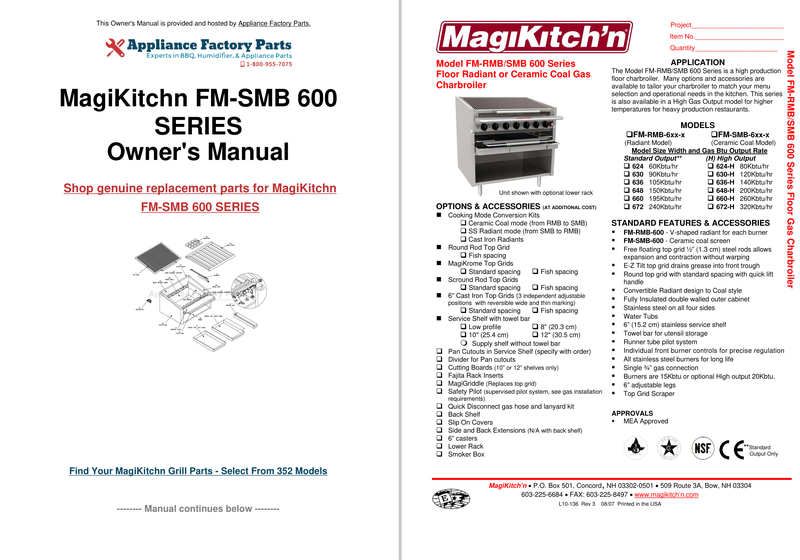 This Owner's Manual is provided and hosted by Appliance Factory Parts.
Appliance Factory Parts
Experts in BBQ, Humidifier, & Appliance Parts
1-800-955-7075
MagiKitchn FM-SMB 600
SERIES
Owner's Manual
Shop genuine replacement parts for MagiKitchn
FM-SMB 600 SERIES
Find Your MagiKitchn Grill Parts - Select From 352 Models
-------- Manual continues below --------
MagiKitch'n
Project
Item No.
Quantity
Model FM-RMB/SMB 600 Series
Floor Radiant or Ceramic Coal Gas
Charbroiler
Unit shown with optional lower rack
OPTIONS & ACCESSORIES (AT ADDITIONAL COST)
■ Cooking Mode Conversion Kits
❑ Ceramic Coal mode (from RMB to SMB)
❑ SS Radiant mode (from SMB to RMB)
❑ Cast Iron Radiants
■ Round Rod Top Grid
❑ Fish spacing
■ MagiKrome Top Grids
❑ Standard spacing ❑ Fish spacing
■ Scround Rod Top Grids
❑ Standard spacing ❑ Fish spacing
■ 6" Cast Iron Top Grids (3 independent adjustable
positions with reversible wide and thin marking)
❑ Standard spacing ❑ Fish spacing
■ Service Shelf with towel bar
❑ Low profile ❑ 8" (20.3 cm)
❑ 10" (25.4 cm) ❑ 12" (30.5 cm)
❍ Supply shelf without towel bar
❑ Pan Cutouts in Service Shelf (specify with order)
❑ Divider for Pan cutouts
❑ Cutting Boards (10" or 12" shelves only)
❑ Fajita Rack Inserts
❑ MagiGriddle (Replaces top grid)
❑ Safety Pilot (supervised pilot system, see gas installation
requirements)
❑ Quick Disconnect gas hose and lanyard kit
❑ Back Shelf
❑ Slip On Covers
❑ Side and Back Extensions (N/A with back shelf)
❑ 6" casters
❑ Lower Rack
❑ Smoker Box
APPLICATION
The Model FM-RMB/SMB 600 Series is a high production
floor charbroiler. Many options and accessories are
available to tailor your charbroiler to match your menu
selection and operational needs in the kitchen. This series
is also available in a High Gas Output model for higher
temperatures for heavy production restaurants.
MODELS
❑FM-RMB-6xx-x ❑FM-SMB-6xx-x
(Radiant Model) (Ceramic Coal Model)
Model Size Width and Gas Btu Output Rate
Standard Output** (H) High Output
❑ 624 60Kbtu/hr ❑ 624-H 80Kbtu/hr
❑ 630 90Kbtu/hr ❑ 630-H 120Kbtu/hr
❑ 636 105Kbtu/hr ❑ 636-H 140Kbtu/hr
❑ 648 150Kbtu/hr ❑ 648-H 200Kbtu/hr
❑ 660 195Kbtu/hr ❑ 660-H 260Kbtu/hr
❑ 672 240Kbtu/hr ❑ 672-H 320Kbtu/hr
STANDARD FEATURES & ACCESSORIES
▪ FM-RMB-600 - V-shaped radiant for each burner
▪ FM-SMB-600 - Ceramic coal screen
▪ Free floating top grid ½" (1.3 cm) steel rods allows
expansion and contraction without warping
▪ E-Z Tilt top grid drains grease into front trough
▪ Round top grid with standard spacing with quick lift
handle
▪ Convertible Radiant design to Coal style
▪ Fully Insulated double walled outer cabinet
▪ Stainless steel on all four sides
▪ Water Tubs
▪ 6" (15.2 cm) stainless service shelf
▪ Towel bar for utensil storage
▪ Runner tube pilot system
▪ Individual front burner controls for precise regulation
▪ All stainless steel burners for long life
▪ Single ¾" gas connection
▪ Burners are 15Kbtu or optional High output 20Kbtu.
▪ 6" adjustable legs
▪ Top Grid Scraper
APPROVALS
• MEA Approved
NSF
CE
**Standard
Output Only
Model FM-RMB/SMB 600 Series Floor Gas Charbroiler
MagiKitch'n • P.O. Box 501, Concord, NH 03302-0501 • 509 Route 3A, Bow, NH 03304
603-225-6684 • FAX: 603-225-8497 • www.magikitch'n.com
L10-136 Rev 3 08/07 Printed in the USA